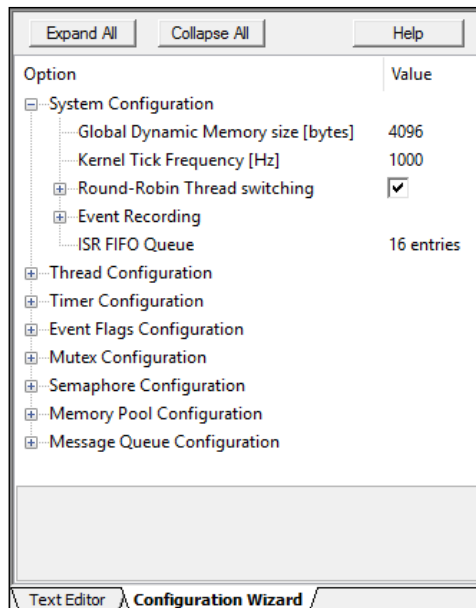 Expand All Collapse All Help
Option Value
System Configuration
Global Dynamic Memory size [bytes] 4096
Kernel Tick Frequency [Hz] 1000
Round-Robin Thread switching
Event Recording
ISR FIFO Queue 16 entries
Thread Configuration
Timer Configuration
Event Flags Configuration
Mutex Configuration
Semaphore Configuration
Memory Pool Configuration
Message Queue Configuration
Text Editor Configuration Wizard